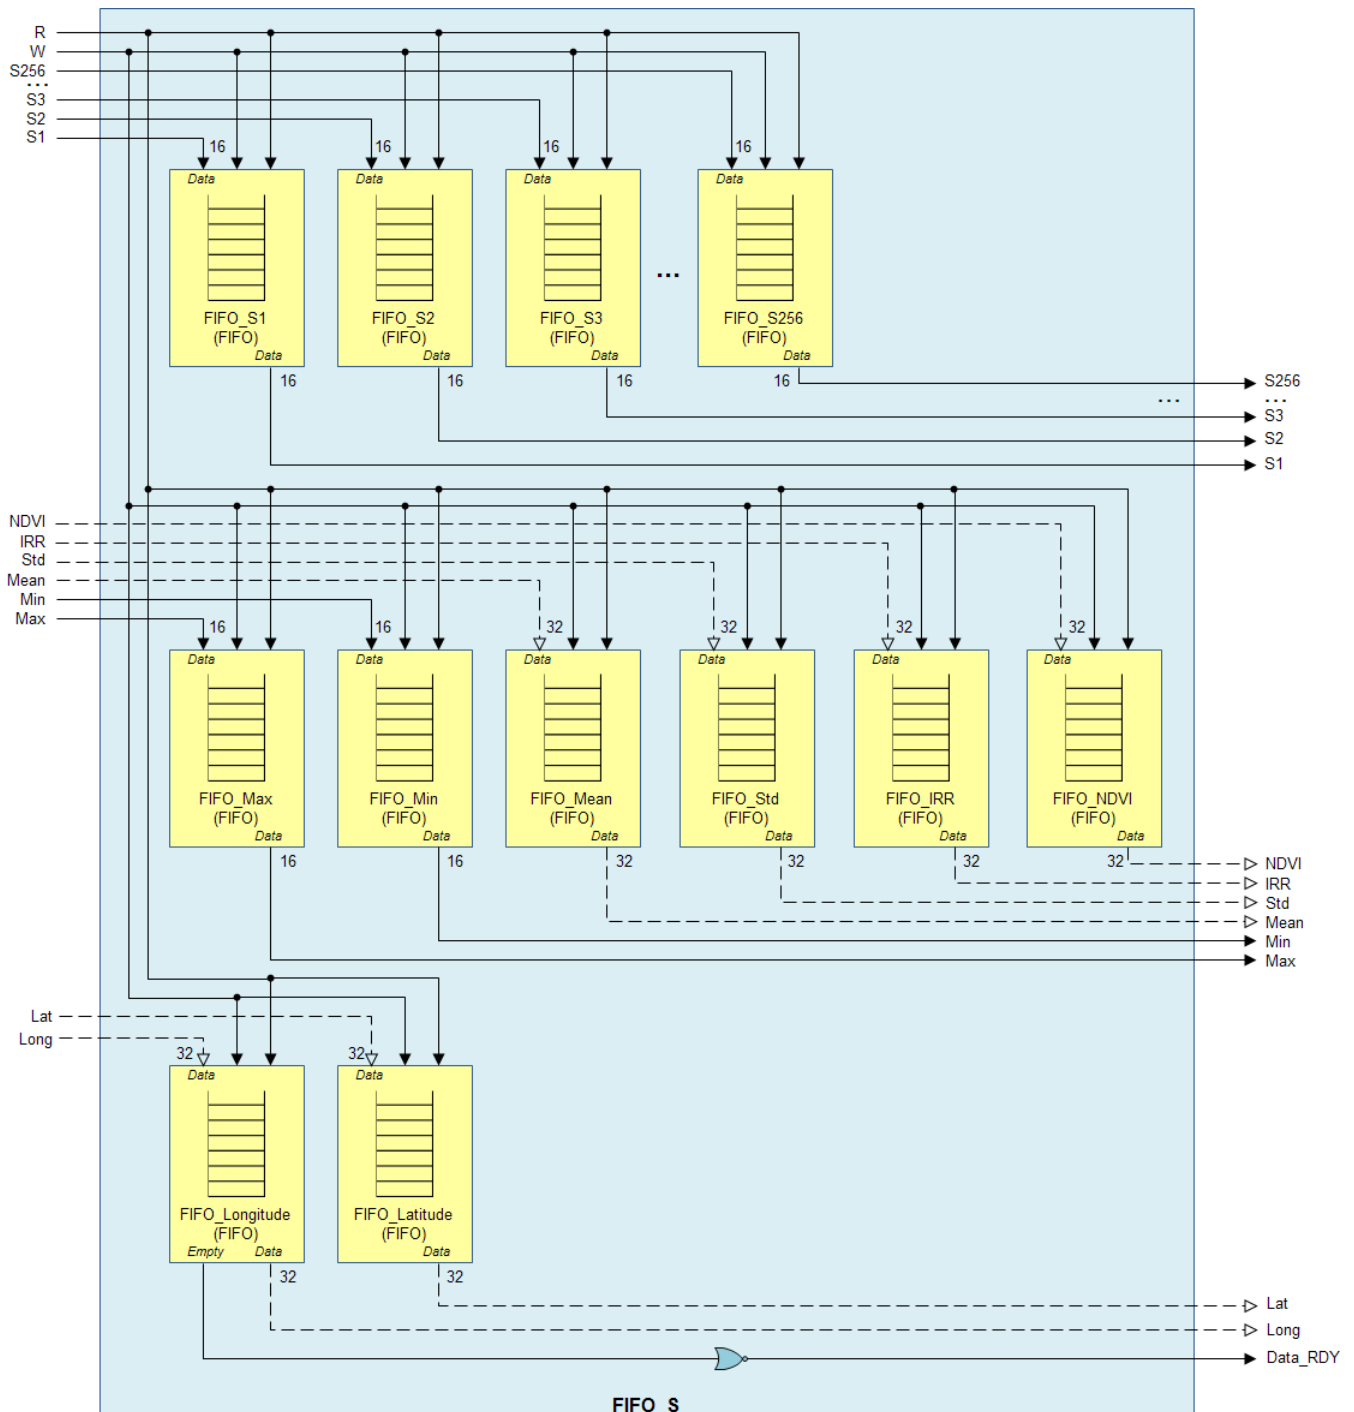 R
W
S256
...
S3
S2
S1
16
16
16
16
Data
Data
Data
Data
...
FIFO_S1
(FIFO)
FIFO_S2
(FIFO)
FIFO_S3
(FIFO)
FIFO_S256
(FIFO)
Data
Data
Data
Data
16
16
16
16
S256
...
...
S3
S2
S1
NDVI
IRR
Std
Mean
Min
Max
16
16
32
32
32
32
Data
Data
Data
Data
Data
Data
FIFO_Max
(FIFO)
FIFO_Min
(FIFO)
FIFO_Mean
(FIFO)
FIFO_Std
(FIFO)
FIFO_IRR
(FIFO)
FIFO_NDVI
(FIFO)
Data
Data
Data
Data
Data
Data
16
16
32
32
32
32
NDVI
IRR
Std
Mean
Min
Max
Lat
Long
32
32
Data
Data
FIFO_Longitude
(FIFO)
FIFO_Latitude
(FIFO)
Empty Data
Data
32
32
Lat
Long
Data_RDY
FIFO_S